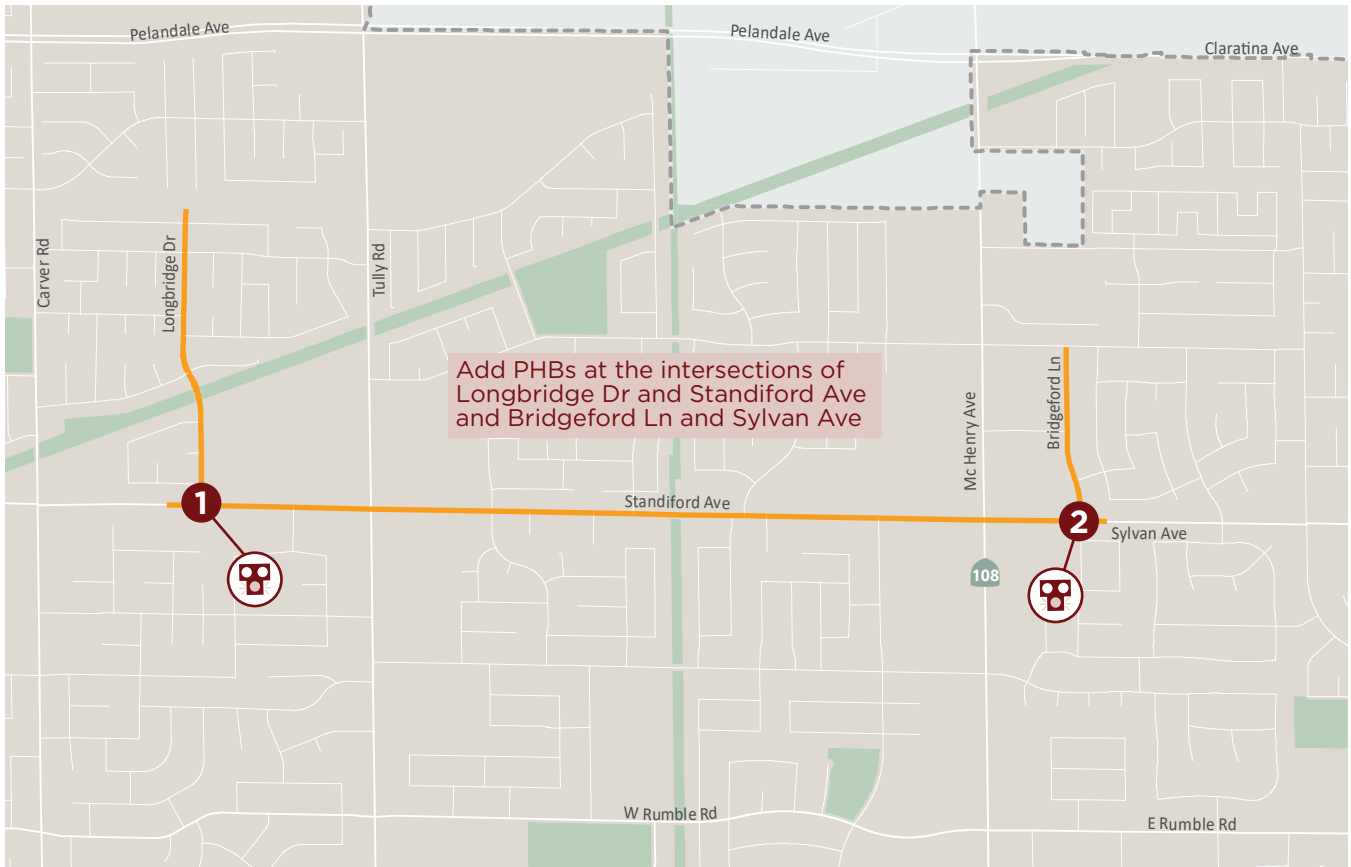 Pelandale Ave
Pelandale Ave
Claratina Ave
Carver Rd
Longbridge Dr
Tully Rd
Add PHBs at the intersections of
Longbridge Dr and Standiford Ave
and Bridgeford Ln and Sylvan Ave
Mc Henry Ave
Bridgeford Ln
1
Standiford Ave
2
Sylvan Ave
108
W Rumble Rd
E Rumble Rd